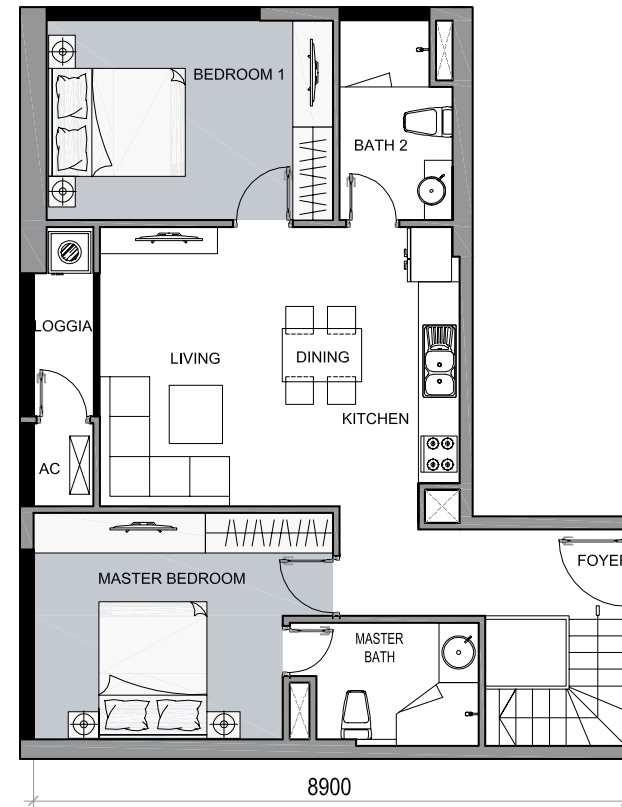 BEDROOM 1
BATH 2
LOGGIA
LIVING
DINING
KITCHEN
AC
FOYER
MASTER BEDROOM
MASTER
BATH
8900